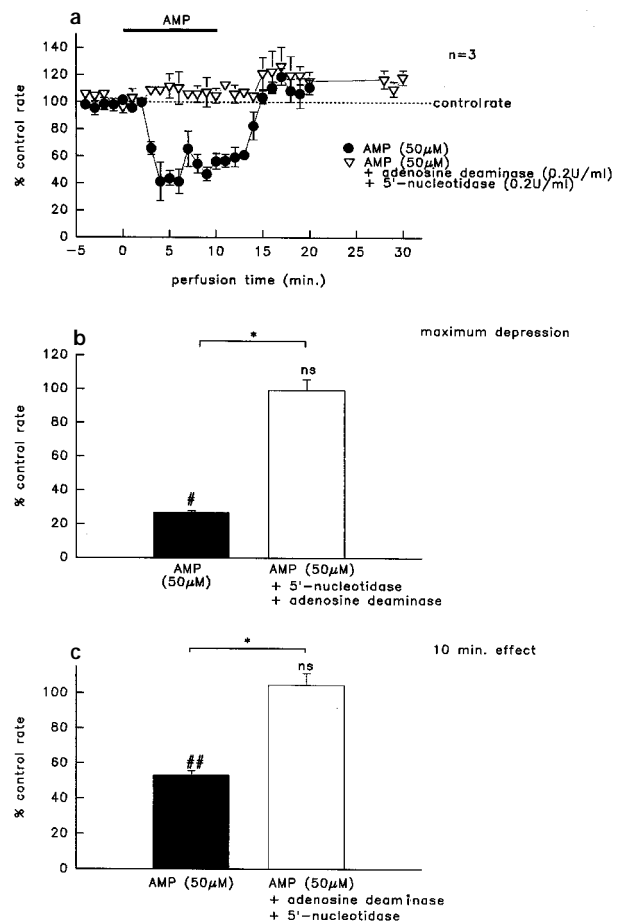 a
AMP
n=3
140
120
100
80
60
40
20
0
% control rate
control rate
AMP (50µM)
AMP (50µM)
+ adenosine deaminase (0.2U/ml)
+ 5'-nucleotidase (0.2U/ml)
-5 0 5 10 15 20 25 30
perfusion time (min.)
b
maximum depression
*
120
100
80
60
40
20
0
% control rate
ns
#
AMP
(50µM)
AMP (50µM)
+ 5'-nucleotidase
+ adenosine deaminase
c
10 min. effect
*
100
80
60
40
20
0
% control rate
ns
##
AMP (50µM)
AMP (50µM)
+ adenosine deaminase
+ 5'-nucleotidase